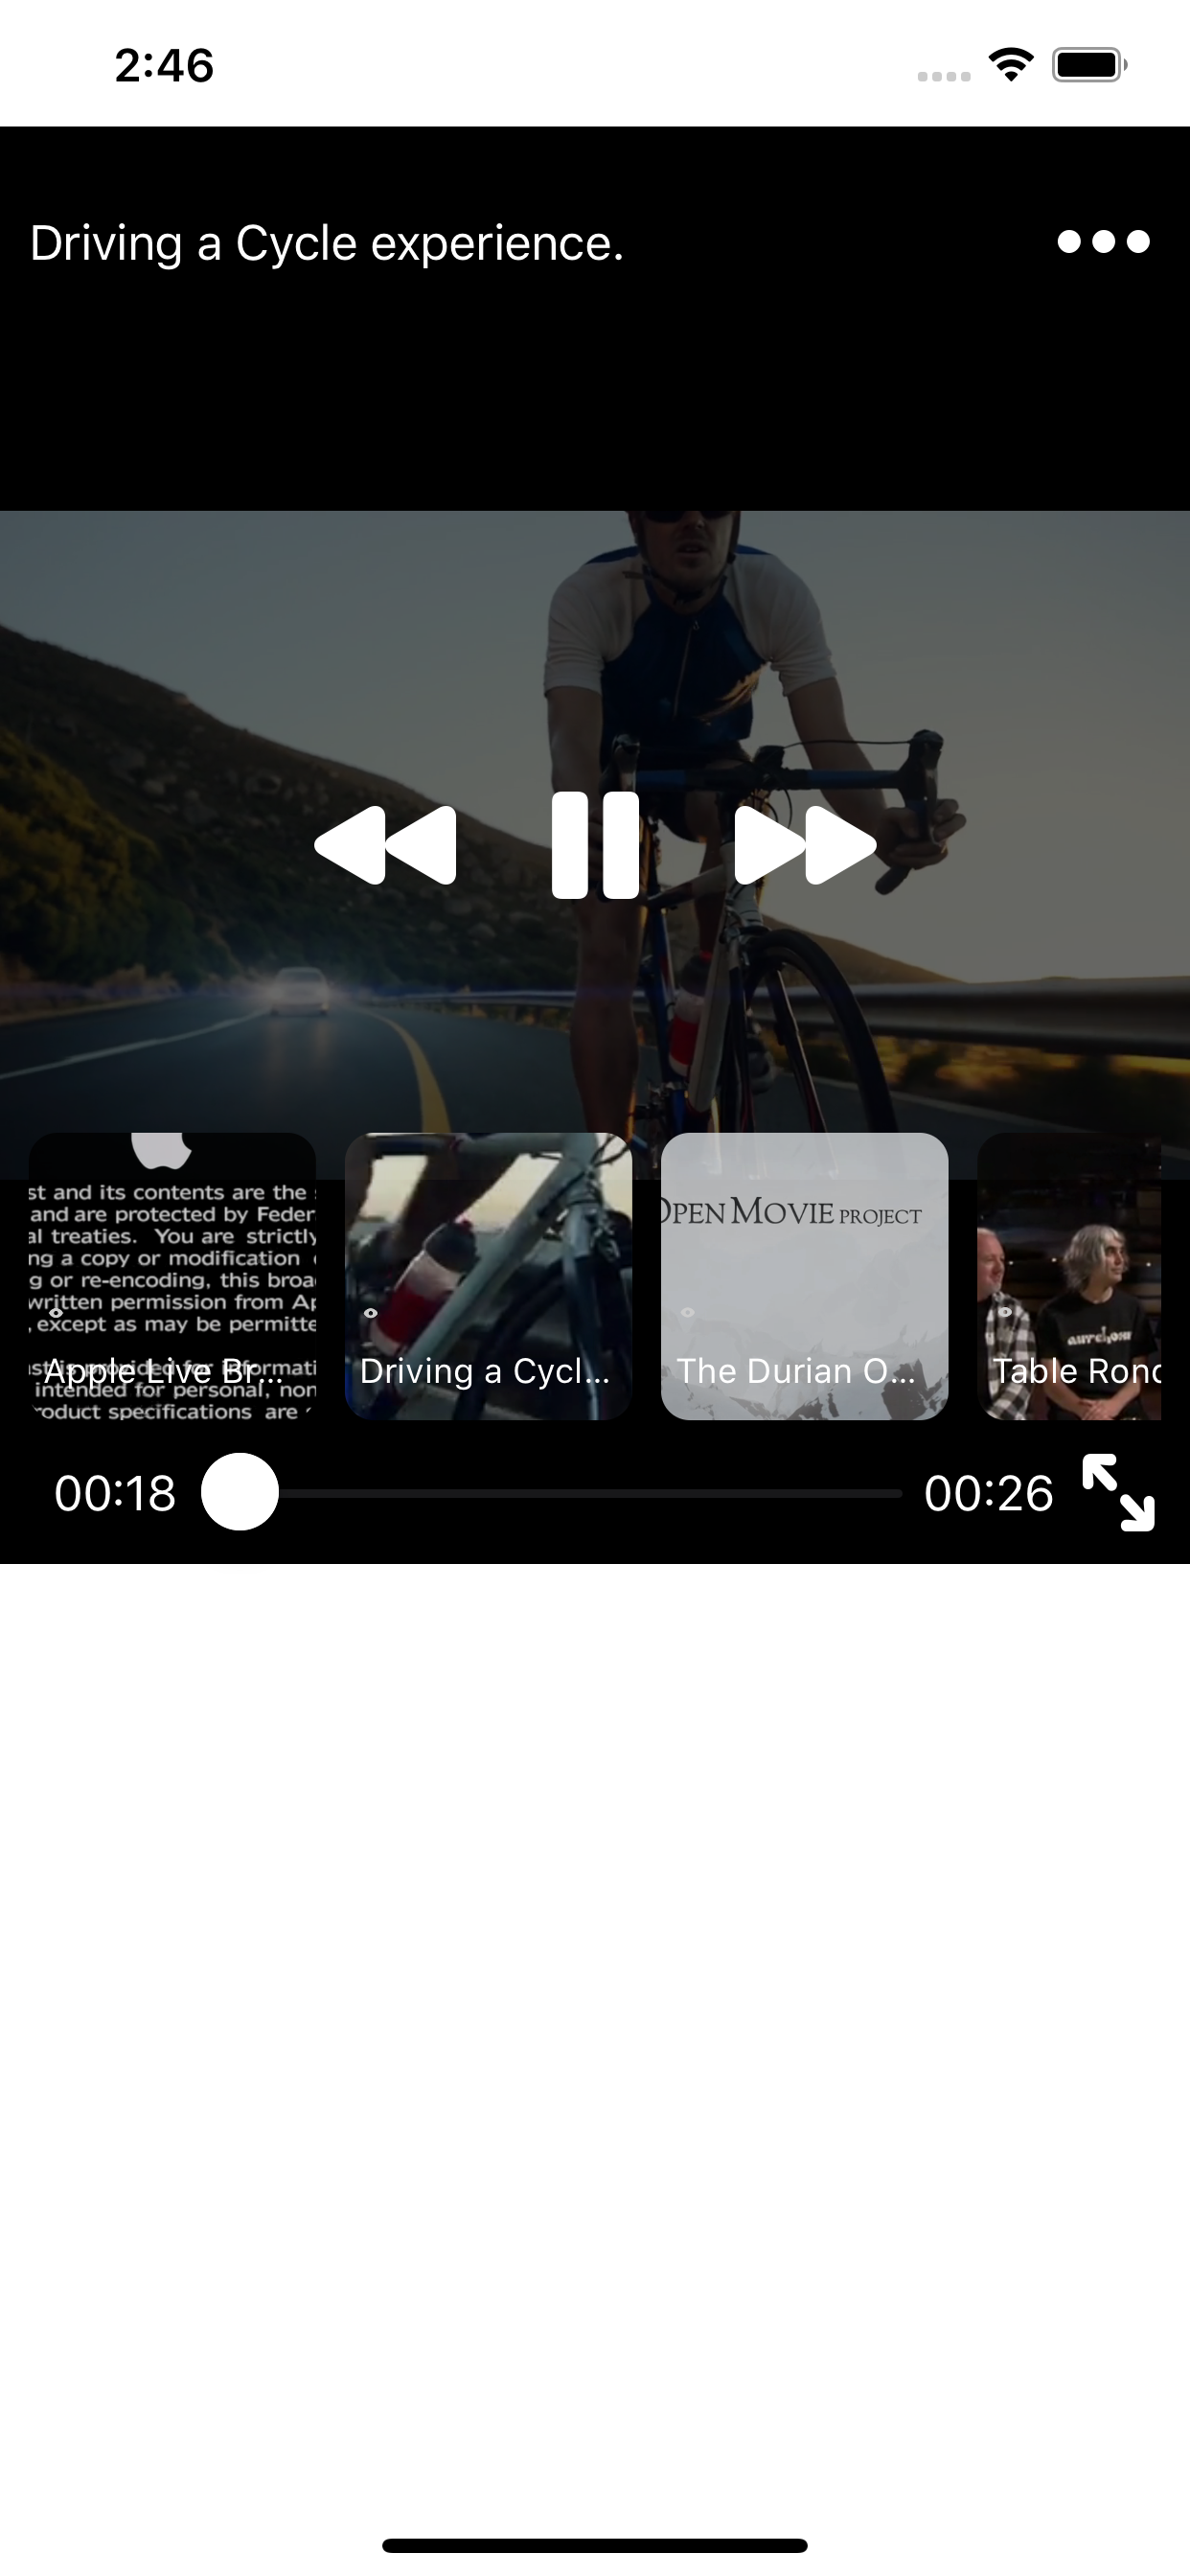 2:46
Driving a Cycle experience.
st and its contents are the
and are protected by Feder
al treaties. You are strictly
ng a copy or modification
g or re-encoding, this broa
written permission from Ap
, except as may be permitte
st is provided for informati
intended for personal, non
roduct specifications are
Apple Live Br...
Driving a Cycl...
OPEN MOVIE PROJECT
The Durian O...
Table Rond
00:18
00:26